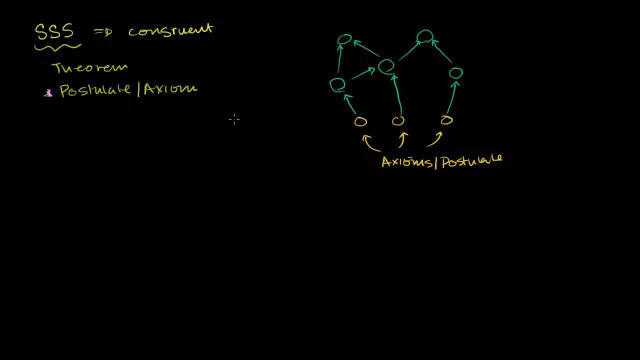 SSS ⇒ congruent
Theorem
* Postulate / Axiom
Axioms/Postulate